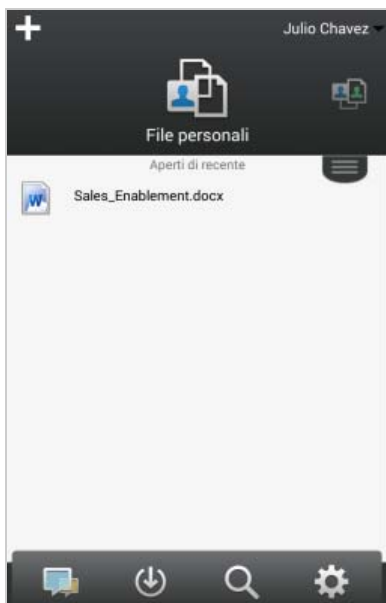 Julio Chavez
File personali
Aperti di recente
W
Sales_Enablement.docx